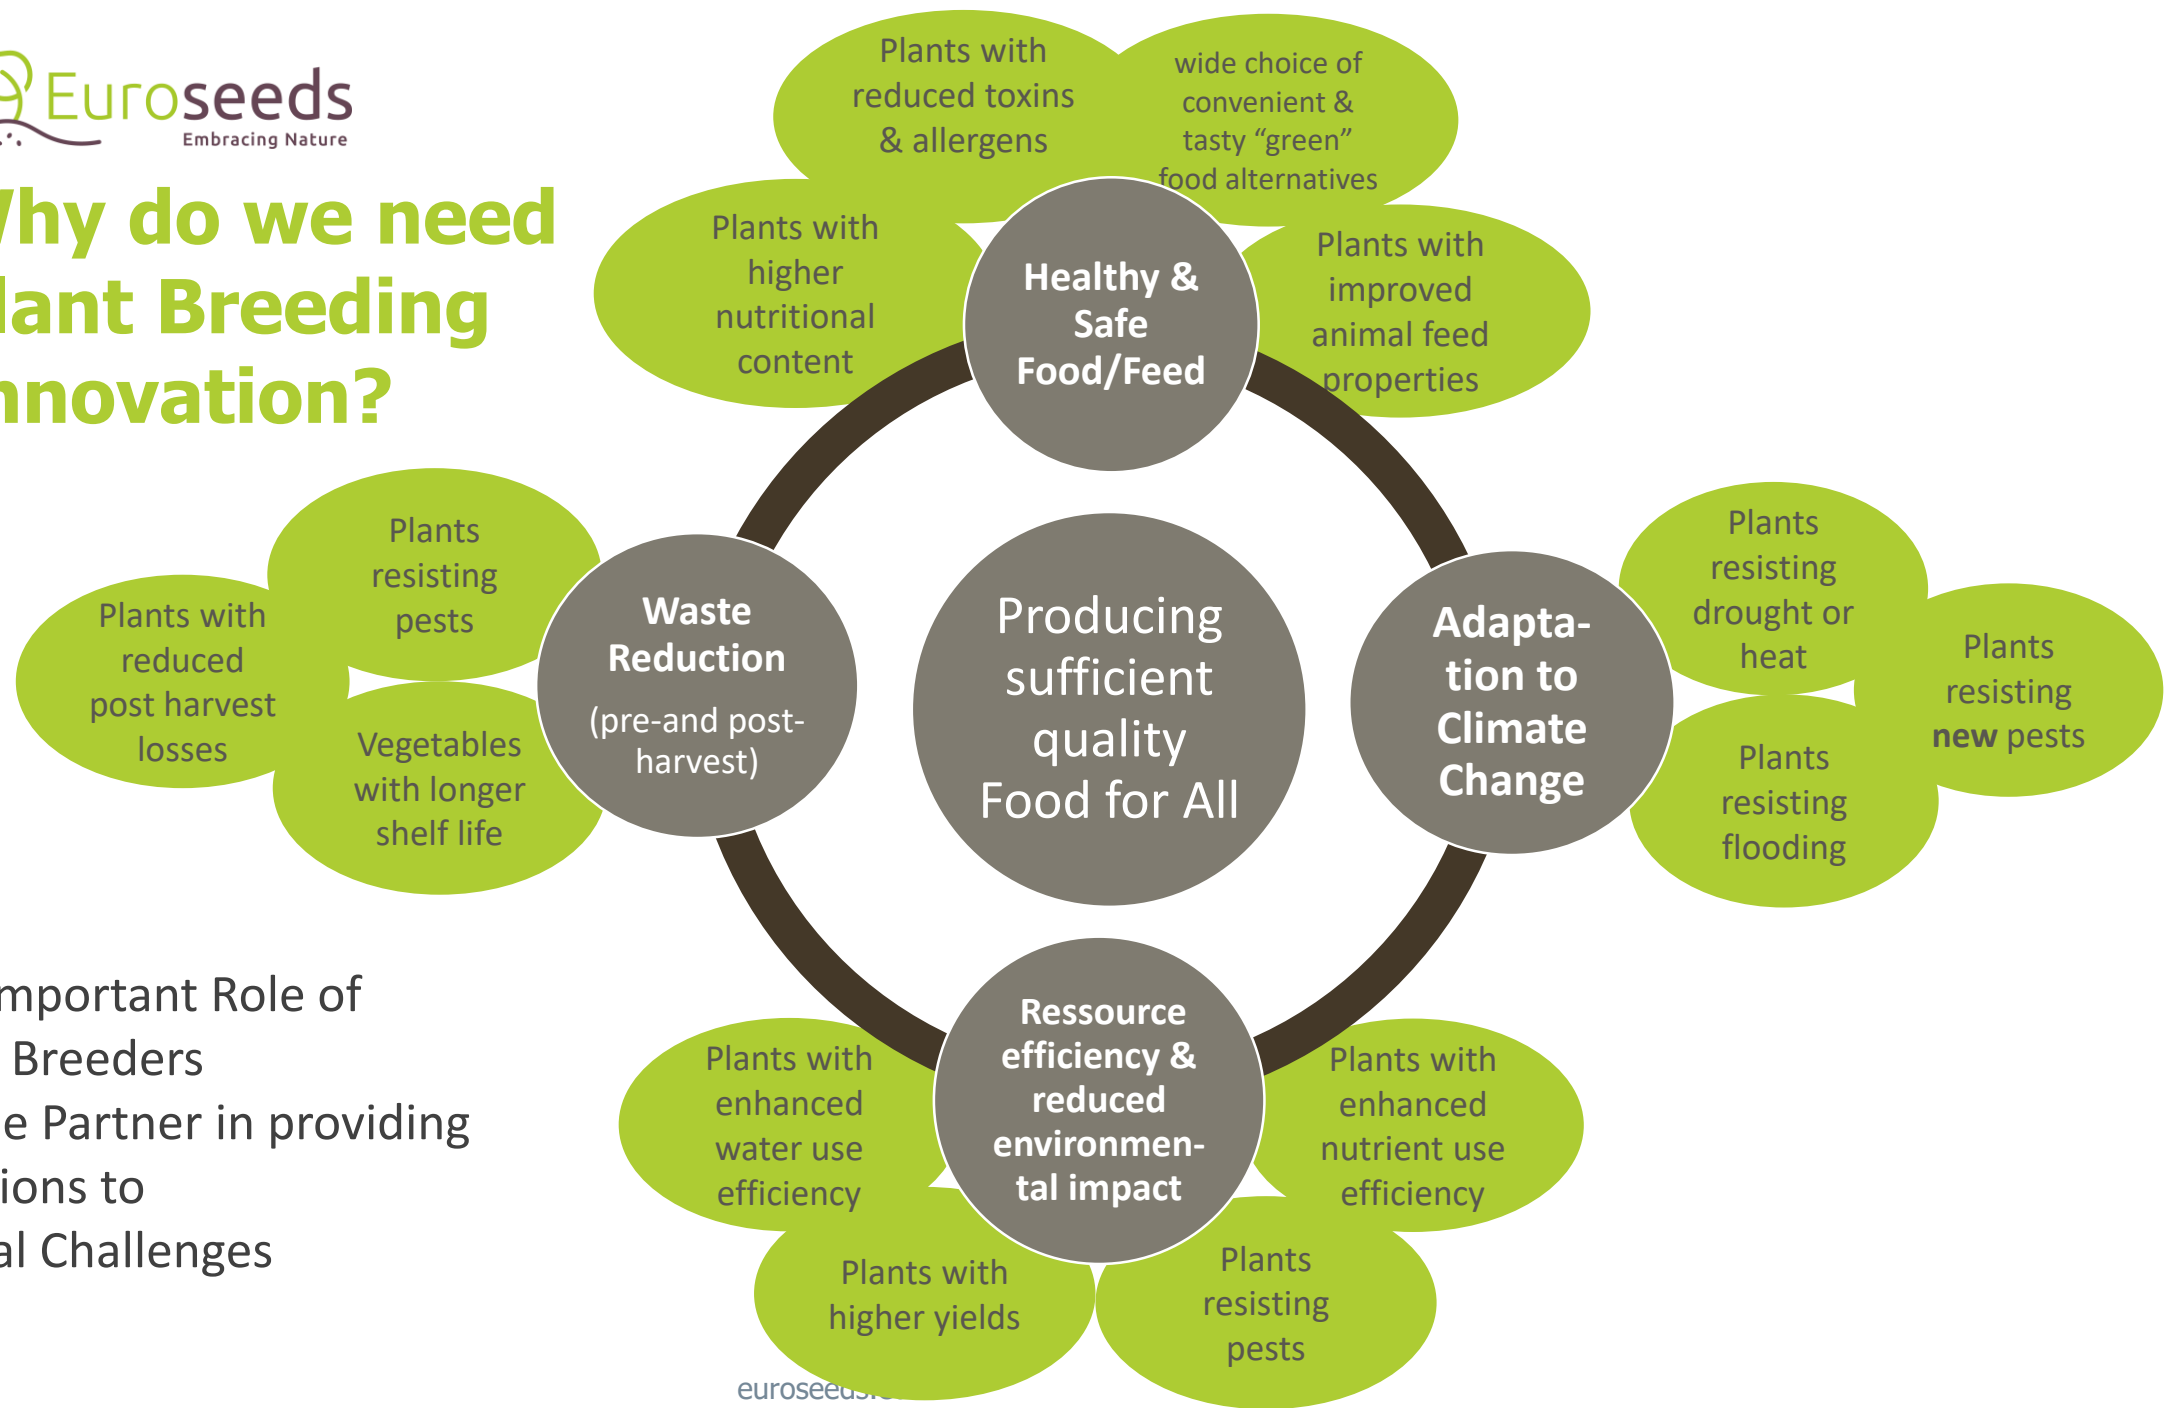 Euroseeds
Embracing Nature
Why do we need
lant Breeding
nnovation?
Plants with
reduced toxins
& allergens
wide choice of
convenient &
tasty “green”
food alternatives
Plants with
higher
nutritional
content
Healthy &
Safe
Food/Feed
Plants with
improved
animal feed
properties
Plants
resisting
pests
Plants with
reduced
post harvest
losses
Vegetables
with longer
shelf life
Waste
Reduction
(pre-and post-
harvest)
Producing
sufficient
quality
Food for All
Adapta-
tion to
Climate
Change
Plants
resisting
drought or
heat
Plants
resisting
new pests
Plants
resisting
flooding
mportant Role of
Breeders
e Partner in providing
ions to
al Challenges
Plants with
enhanced
water use
efficiency
Ressource
efficiency &
reduced
environmen-
tal impact
Plants with
enhanced
nutrient use
efficiency
Plants with
higher yields
Plants
resisting
pests
euroseeds.